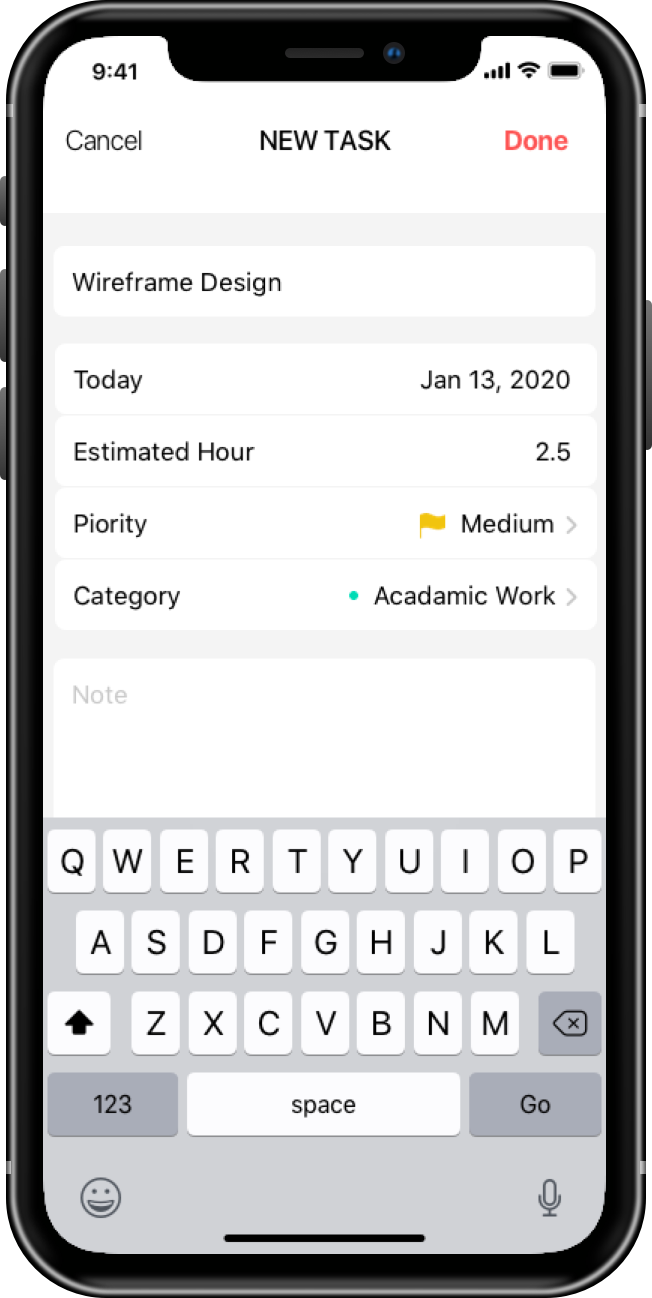 9:41
Cancel NEW TASK Done
Wireframe Design
Today Jan 13, 2020
Estimated Hour 2.5
Piority Medium
Category Acadamic Work
Note
Q W E R T Y U I O P
A S D F G H J K L
Z X C V B N M
123 space Go